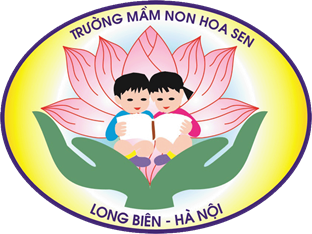 TRƯỜNG MẦM NON HOA SEN
LONG BIÊN - HÀ NỘI